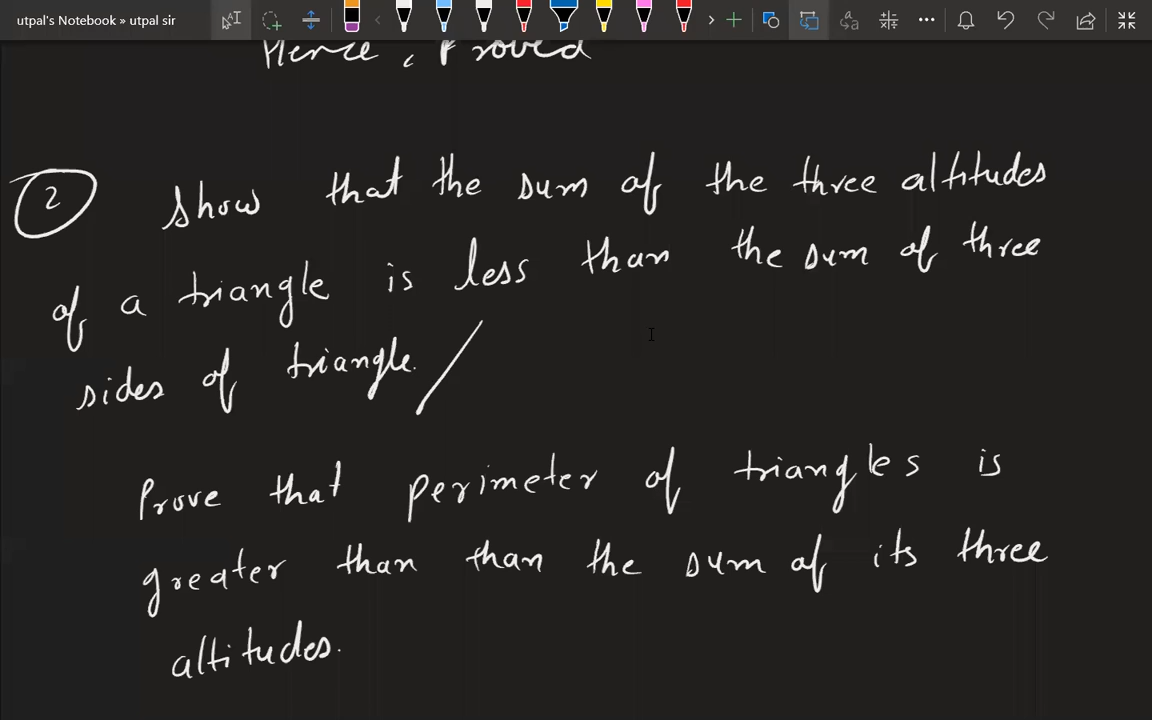 utpal's Notebook » utpal sir
Hence, Proved
2 Show that the sum of the three altitudes
of a triangle is less than the sum of three
sides of triangle. /
Prove that perimeter of triangles is
greater than than the sum of its three
altitudes.